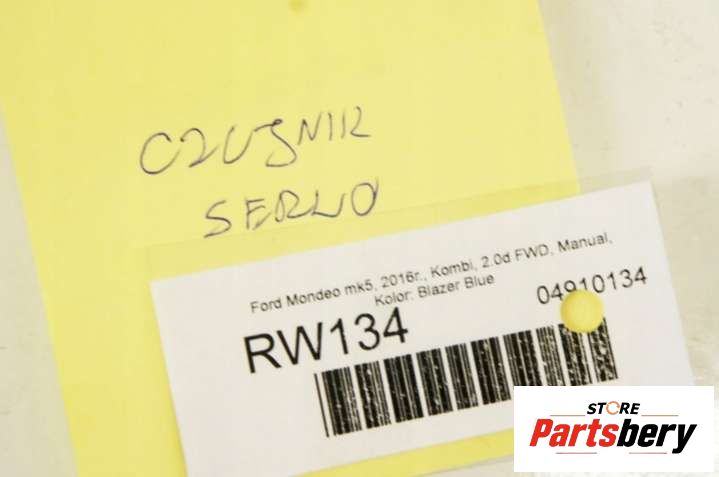 CZUJNIK
SERWO
Ford Mondeo mk5, 2016r., Kombi, 2.0d FWD, Manual,
Kolor: Blazer Blue
04910134
RW134
STORE
Partsbery